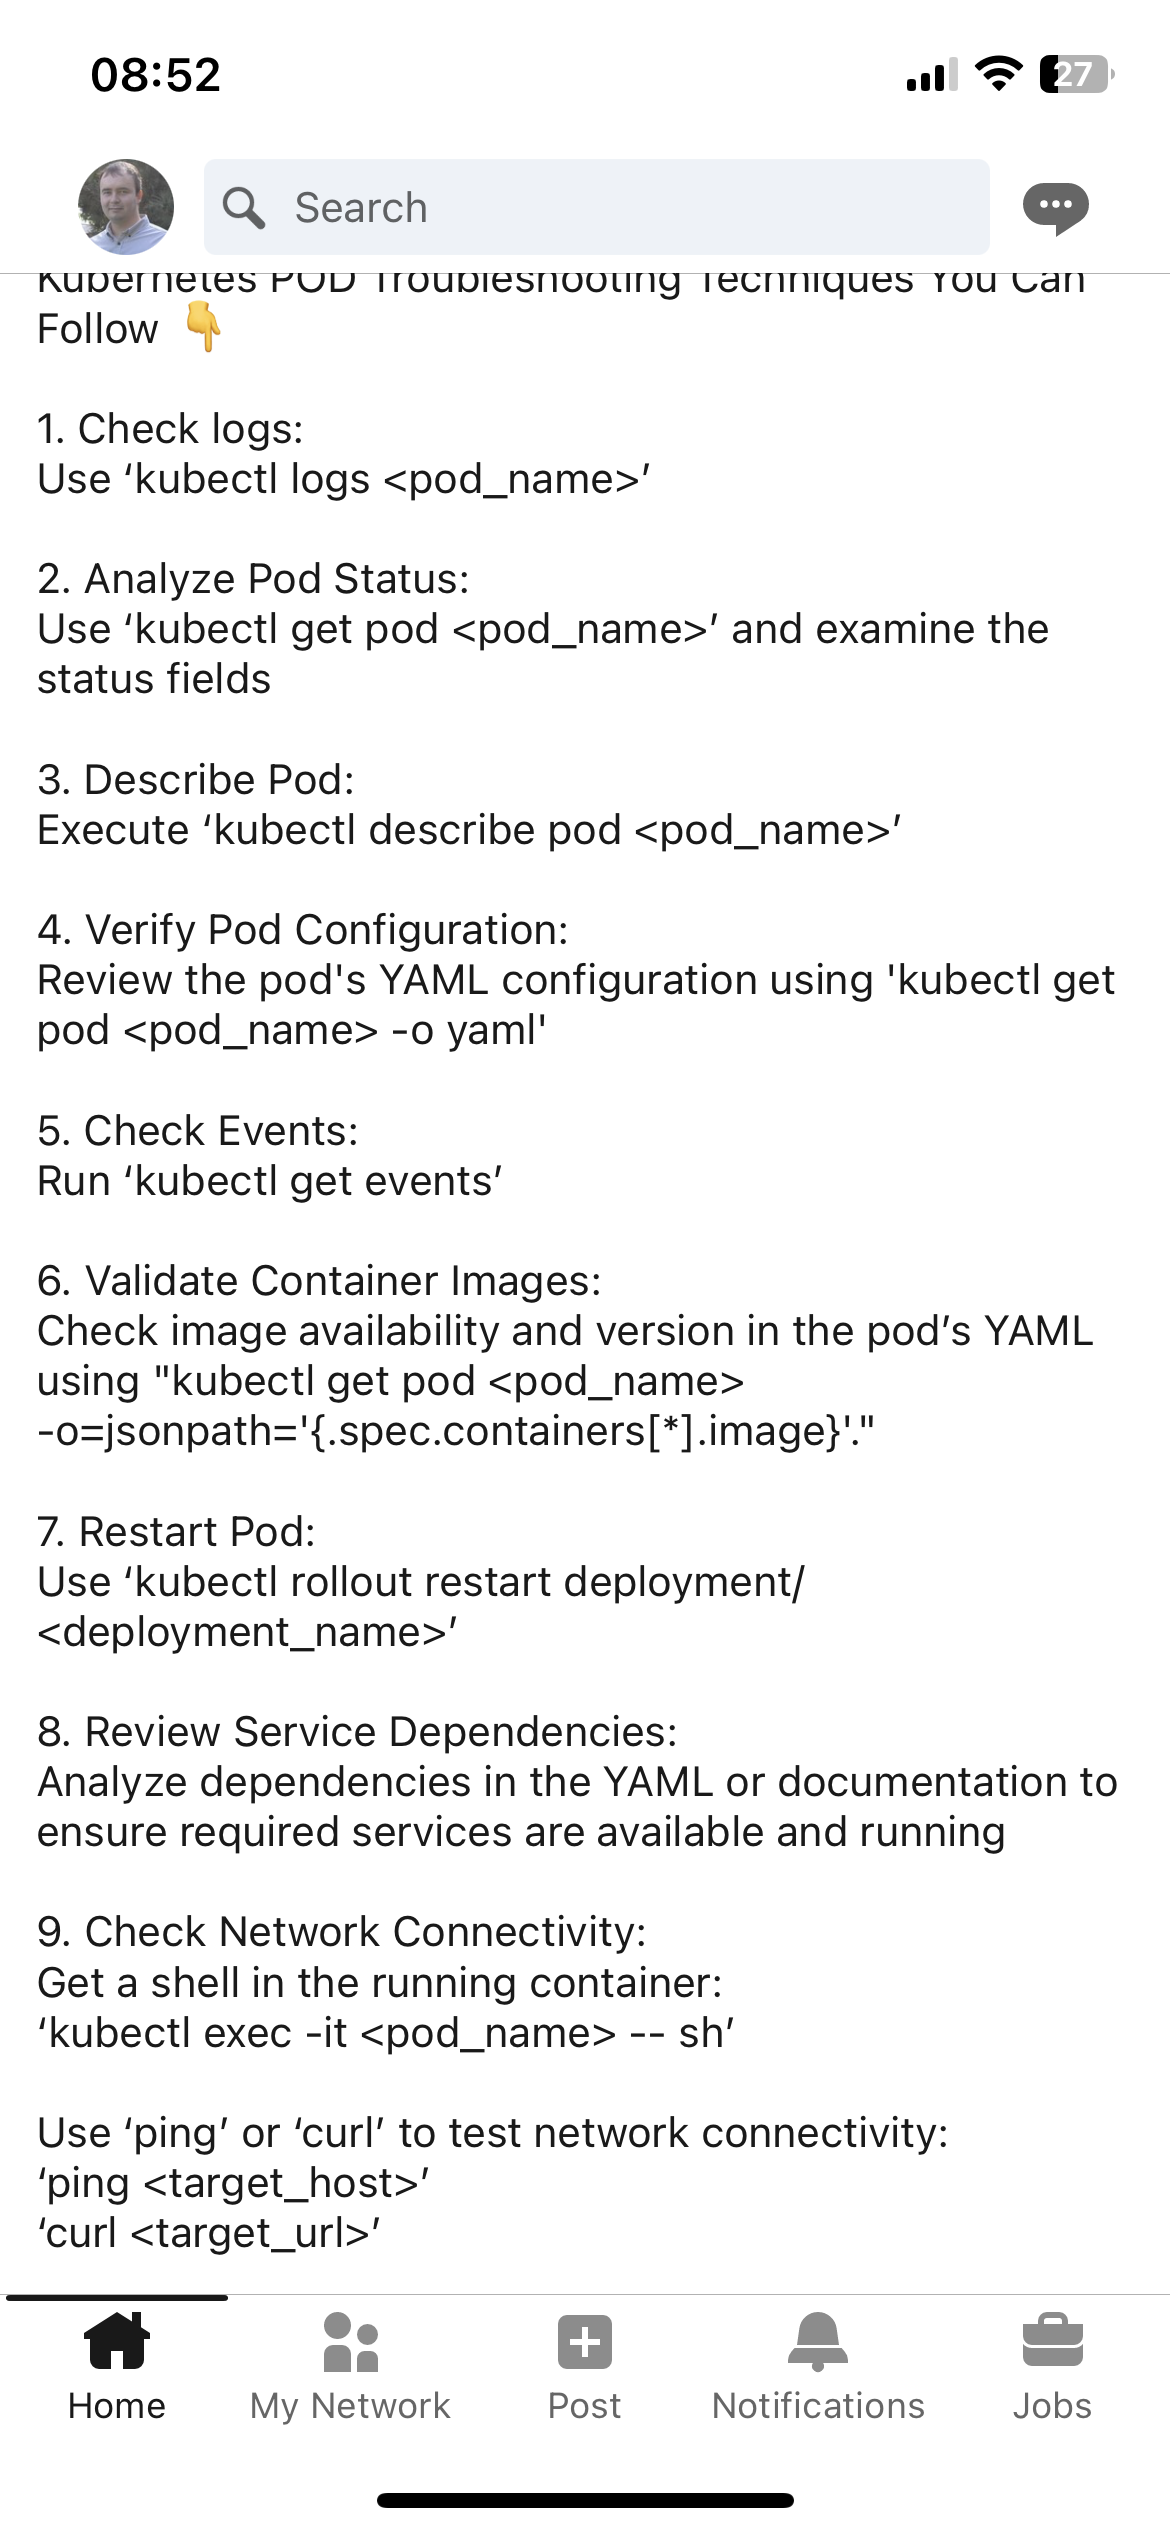 08:52
27
Search
Kubernetes POD Troubleshooting Techniques You Can
Follow 👇
1. Check logs:
Use ‘kubectl logs <pod_name>’
2. Analyze Pod Status:
Use ‘kubectl get pod <pod_name>’ and examine the
status fields
3. Describe Pod:
Execute ‘kubectl describe pod <pod_name>’
4. Verify Pod Configuration:
Review the pod's YAML configuration using 'kubectl get
pod <pod_name> -o yaml'
5. Check Events:
Run ‘kubectl get events’
6. Validate Container Images:
Check image availability and version in the pod’s YAML
using "kubectl get pod <pod_name>
-o=jsonpath='{.spec.containers[*].image}'."
7. Restart Pod:
Use ‘kubectl rollout restart deployment/
<deployment_name>’
8. Review Service Dependencies:
Analyze dependencies in the YAML or documentation to
ensure required services are available and running
9. Check Network Connectivity:
Get a shell in the running container:
‘kubectl exec -it <pod_name> -- sh’
Use ‘ping’ or ‘curl’ to test network connectivity:
‘ping <target_host>’
‘curl <target_url>’
Home
My Network
Post
Notifications
Jobs